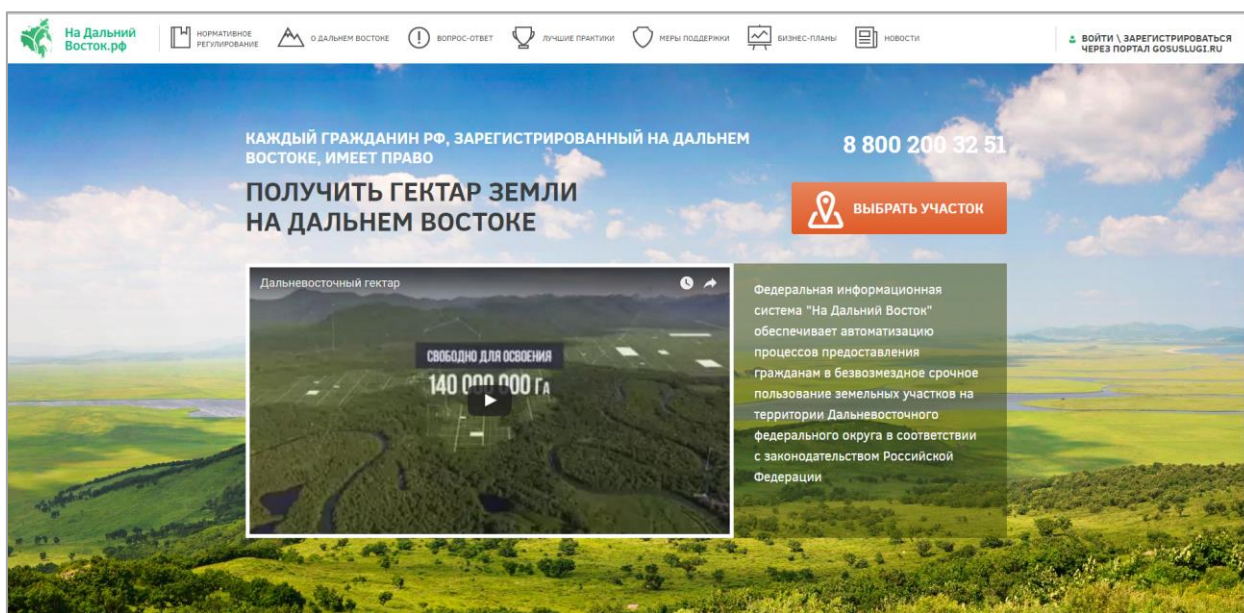 На Дальний
Восток.рф
НОРМАТИВНОЕ
РЕГУЛИРОВАНИЕ
О ДАЛЬНЕМ ВОСТОКЕ
ВОПРОС-ОТВЕТ
ЛУЧШИЕ ПРАКТИКИ
МЕРЫ ПОДДЕРЖКИ
БИЗНЕС-ПЛАНЫ
НОВОСТИ
ВОЙТИ \ ЗАРЕГИСТРИРОВАТЬСЯ
ЧЕРЕЗ ПОРТАЛ GOSUSLUGI.RU
КАЖДЫЙ ГРАЖДАНИН РФ, ЗАРЕГИСТРИРОВАННЫЙ НА ДАЛЬНЕМ
ВОСТОКЕ, ИМЕЕТ ПРАВО
ПОЛУЧИТЬ ГЕКТАР ЗЕМЛИ
НА ДАЛЬНЕМ ВОСТОКЕ
8 800 200 32 51
ВЫБРАТЬ УЧАСТОК
Дальневосточный гектар
СВОБОДНО ДЛЯ ОСВОЕНИЯ
140 000 000 ГА
Федеральная информационная
система "На Дальний Восток"
обеспечивает автоматизацию
процессов предоставления
гражданам в безвозмездное срочное
пользование земельных участков на
территории Дальневосточного
федерального округа в соответствии
с законодательством Российской
Федерации